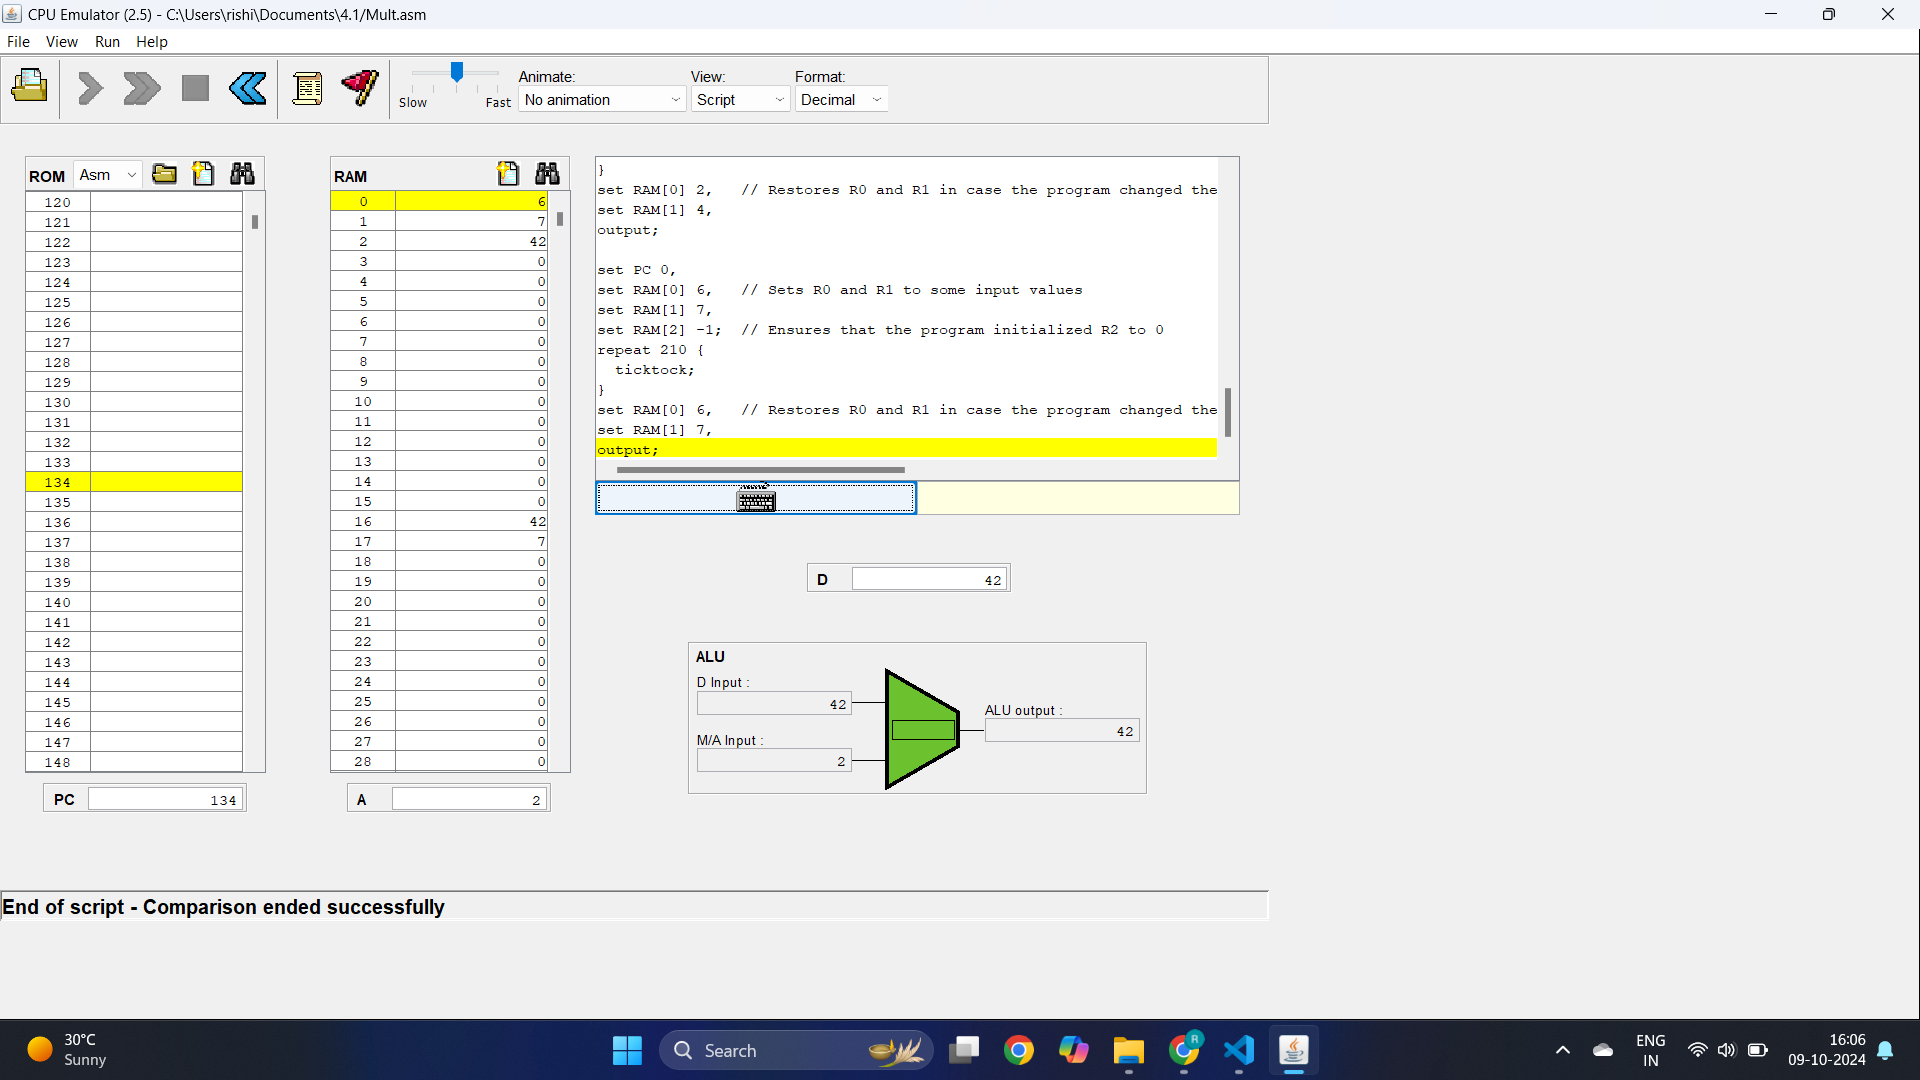 CPU Emulator (2.5) - C:\Users\rishi\Documents\4.1/Mult.asm
File View Run Help
Slow Fast
Animate:
No animation
View:
Script
Format:
Decimal
ROM Asm
120
121
122
123
124
125
126
127
128
129
130
131
132
133
134
135
136
137
138
139
140
141
142
143
144
145
146
147
148
PC 134
RAM
0 6
1 7
2 42
3 0
4 0
5 0
6 0
7 0
8 0
9 0
10 0
11 0
12 0
13 0
14 0
15 0
16 42
17 7
18 0
19 0
20 0
21 0
22 0
23 0
24 0
25 0
26 0
27 0
28 0
A 2
}
set RAM[0] 2,   // Restores R0 and R1 in case the program changed the
set RAM[1] 4,
output;
set PC 0,
set RAM[0] 6,   // Sets R0 and R1 to some input values
set RAM[1] 7,
set RAM[2] -1;  // Ensures that the program initialized R2 to 0
repeat 210 {
  ticktock;
}
set RAM[0] 6,   // Restores R0 and R1 in case the program changed the
set RAM[1] 7,
output;
D 42
ALU
D Input :
42
M/A Input :
2
ALU output :
42
End of script - Comparison ended successfully
30°C
Sunny
Search
R
ENG
IN
16:06
09-10-2024